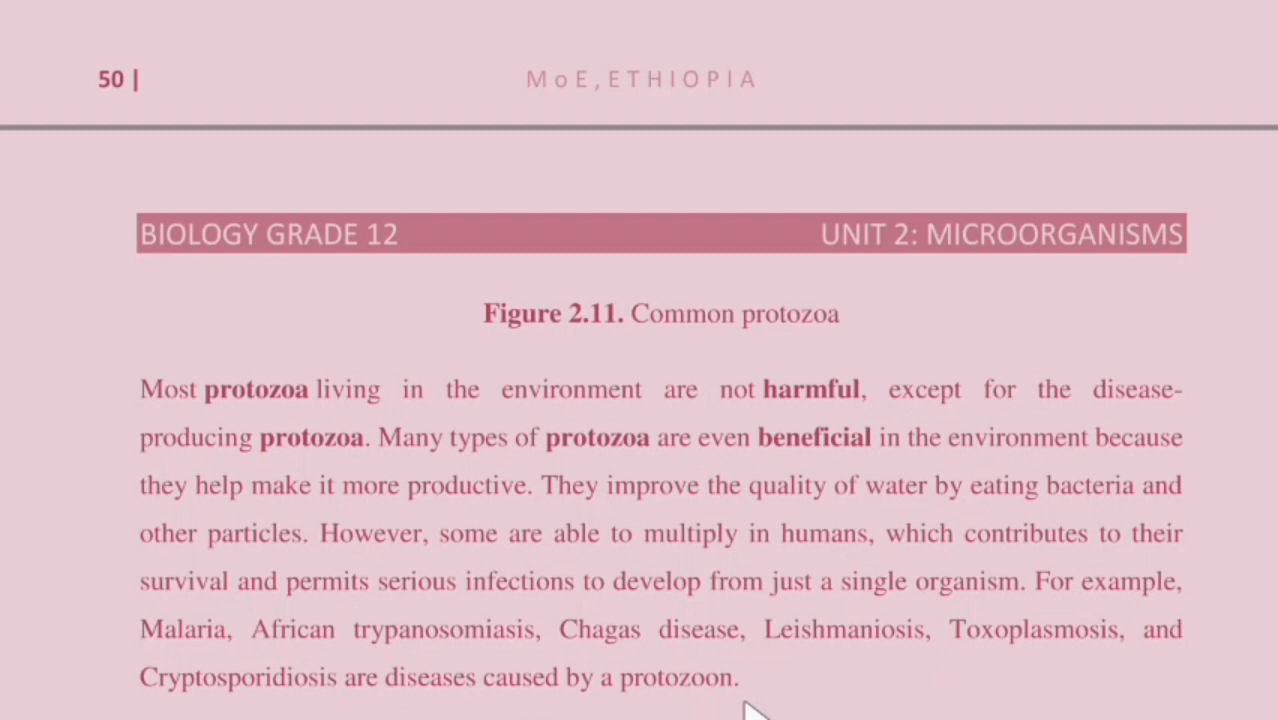 50 | MoE,ETHIOPIA
BIOLOGY GRADE 12 UNIT 2: MICROORGANISMS
Figure 2.11. Common protozoa
Most protozoa living in the environment are not harmful, except for the disease-
producing protozoa. Many types of protozoa are even beneficial in the environment because
they help make it more productive. They improve the quality of water by eating bacteria and
other particles. However, some are able to multiply in humans, which contributes to their
survival and permits serious infections to develop from just a single organism. For example,
Malaria, African trypanosomiasis, Chagas disease, Leishmaniosis, Toxoplasmosis, and
Cryptosporidiosis are diseases caused by a protozoon.